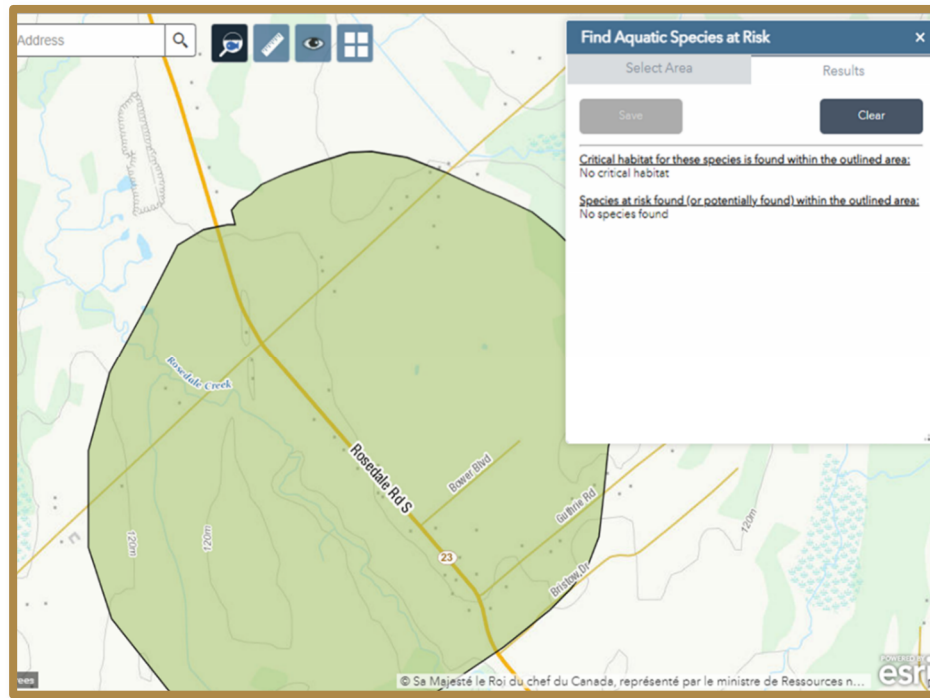 Address
Find Aquatic Species at Risk
×
Select Area
Results
Save
Clear
Critical habitat for these species is found within the outlined area:
No critical habitat
Species at risk found (or potentially found) within the outlined area:
No species found
Rosedale Creek
Rosedale Rd S
Bower Blvd
Guthrie Rd
Bristow Dr
23
120m
120m
120m
© Sa Majesté le Roi du chef du Canada, représenté par le ministre de Ressources n...
POWERED BY
esri